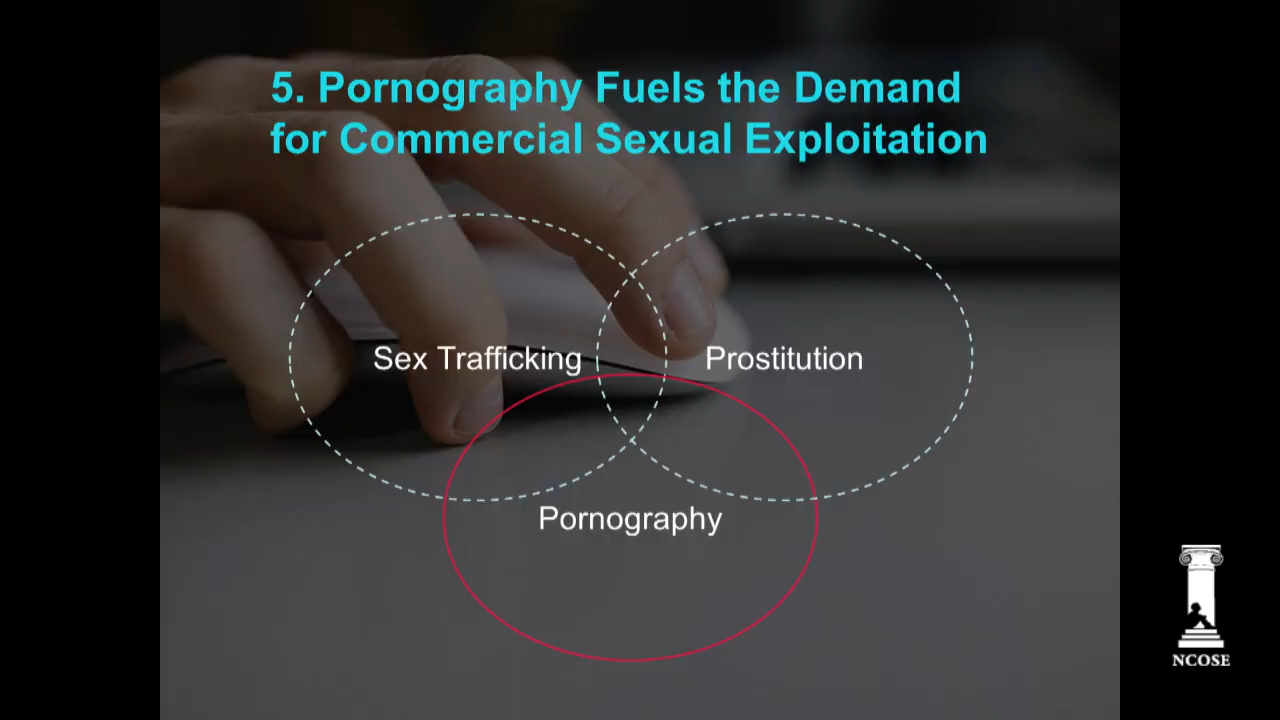 5. Pornography Fuels the Demand
for Commercial Sexual Exploitation
Sex Trafficking
Prostitution
Pornography
NCOSE